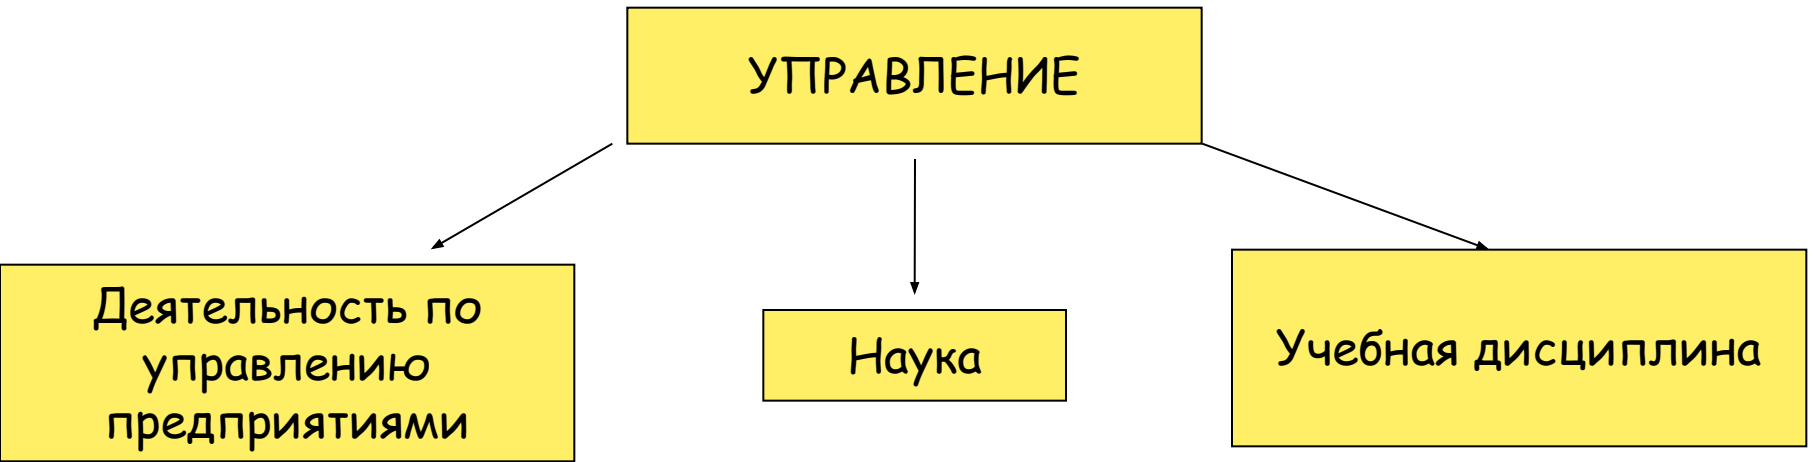 УПРАВЛЕНИЕ
Деятельность по
управлению
предприятиями
Наука
Учебная дисциплина